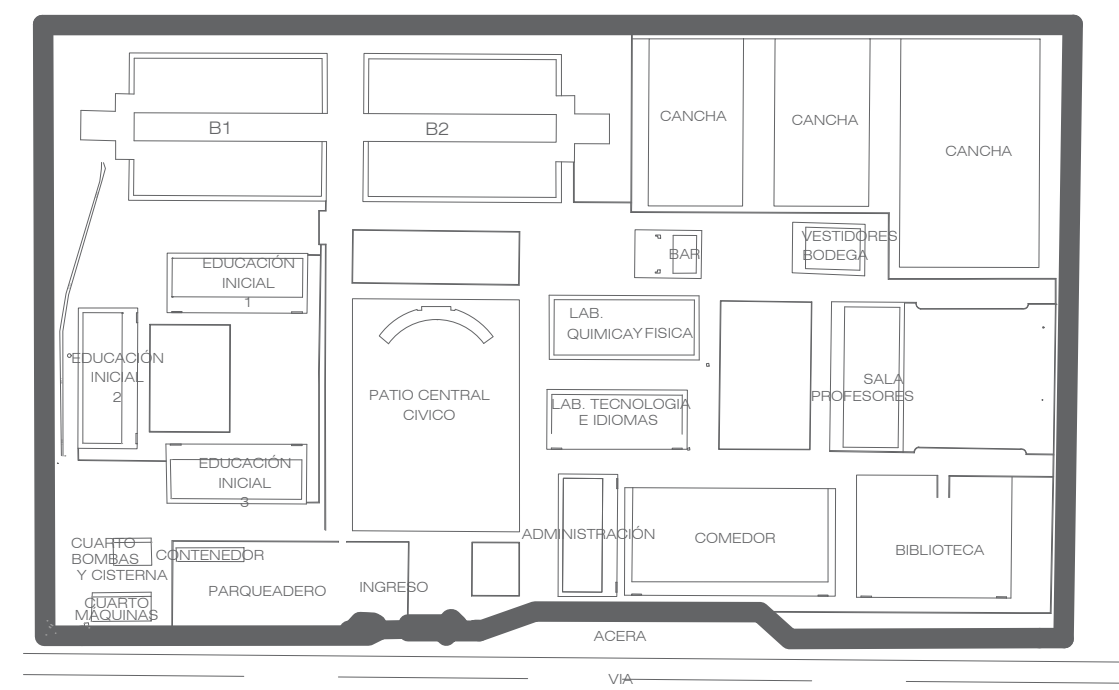 B1
B2
CANCHA
CANCHA
CANCHA
VESTIDORES
BODEGA
BAR
EDUCACIÓN
INICIAL
1
LAB.
QUIMICA Y FISICA
EDUCACIÓN
INICIAL
2
PATIO CENTRAL
CIVICO
SALA
PROFESORES
LAB. TECNOLOGIA
E IDIOMAS
EDUCACIÓN
INICIAL
3
ADMINISTRACIÓN
COMEDOR
BIBLIOTECA
CUARTO
BOMBAS
Y CISTERNA
CONTENEDOR
PARQUEADERO
INGRESO
CUARTO
MÁQUINAS
ACERA
VIA